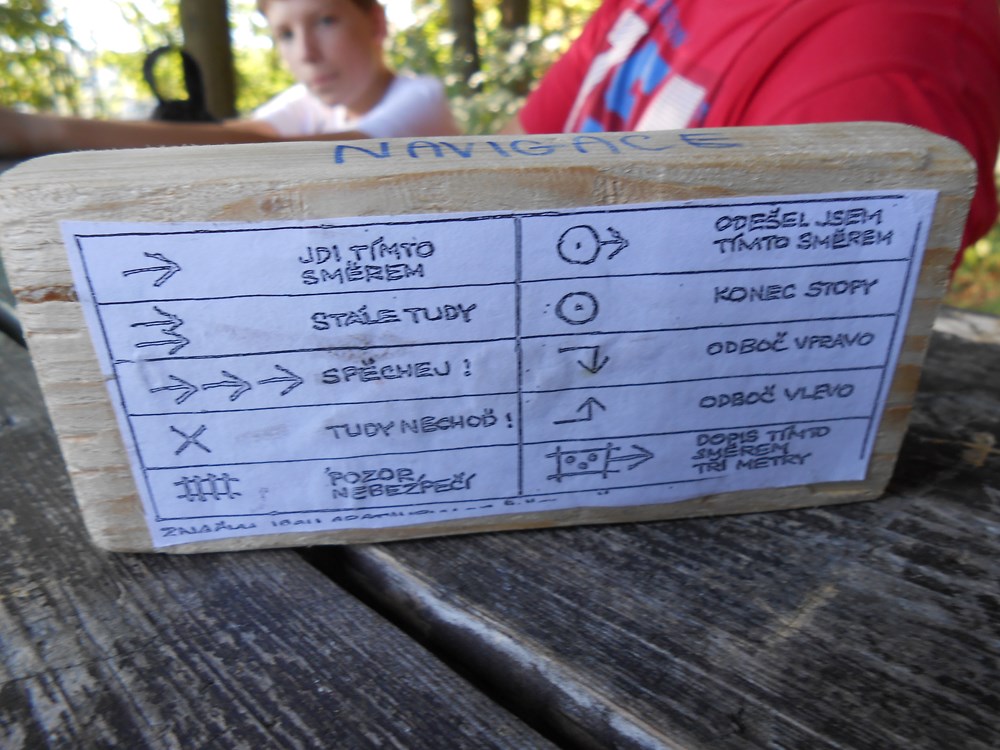 NAVIGACE
JDI TÍMTO
SMĚREM
STÁLE TUDY
SPĚCHEJ !
TUDY NECHOĎ !
POZOR
NEBEZPEČÍ
ODEŠEL JSEM
TÍMTO SMĚREM
KONEC STOPY
ODBOČ VPRAVO
ODBOČ VLEVO
DOPIS TÍMTO
SMĚREM
TŘI METRY